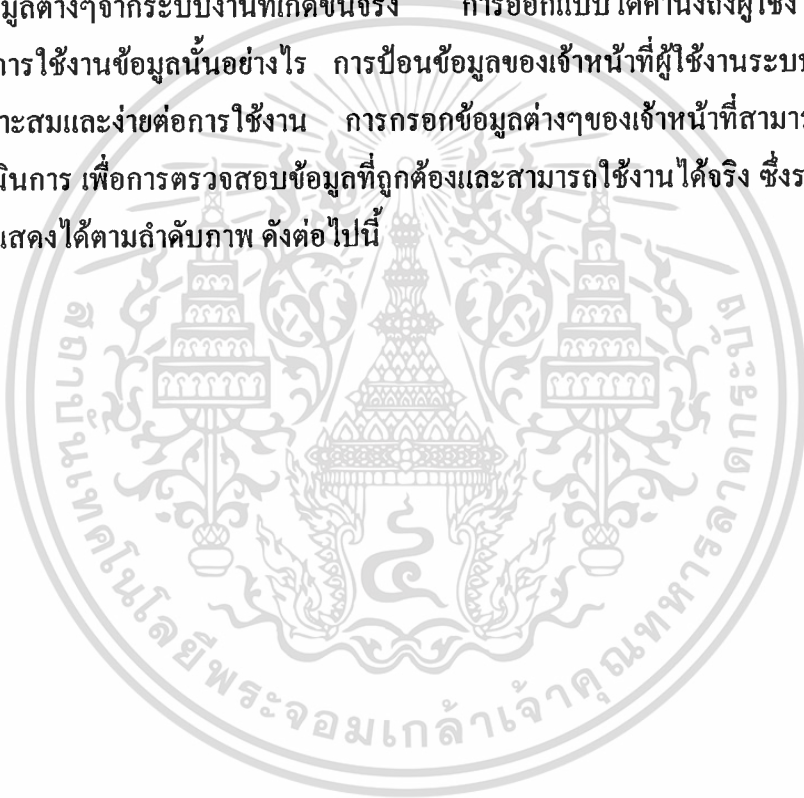 มูลต่างๆจากระบบงานที่เกิดขึ้นจริง การออกแบบได้คำนึงถึงผู้ใช้ง
การใช้งานข้อมูลนั้นอย่างไร การป้อนข้อมูลของเจ้าหน้าที่ผู้ใช้งานระบบ
าะสมและง่ายต่อการใช้งาน การกรอกข้อมูลต่างๆของเจ้าหน้าที่สามาร
นินการ เพื่อการตรวจสอบข้อมูลที่ถูกต้องและสามารถใช้งานได้จริง ซึ่งร
แสดงได้ตามลำดับภาพ ดังต่อไปนี้
สถาบันเทคโนโลยีพระจอมเกล้าเจ้าคุณทหารลาดกระบัง